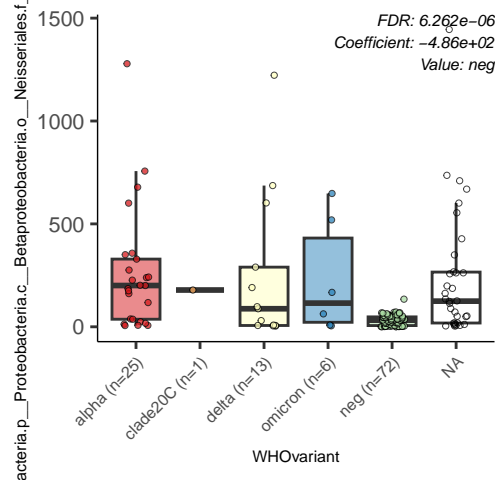 FDR: 6.262e−06
Coefficient: −4.86e+02
Value: neg
1500
1000
500
0
acteria.p__Proteobacteria.c__Betaproteobacteria.o__Neisseriales.f_
alpha (n=25)
clade20C (n=1)
delta (n=13)
omicron (n=6)
neg (n=72)
NA
WHOvariant